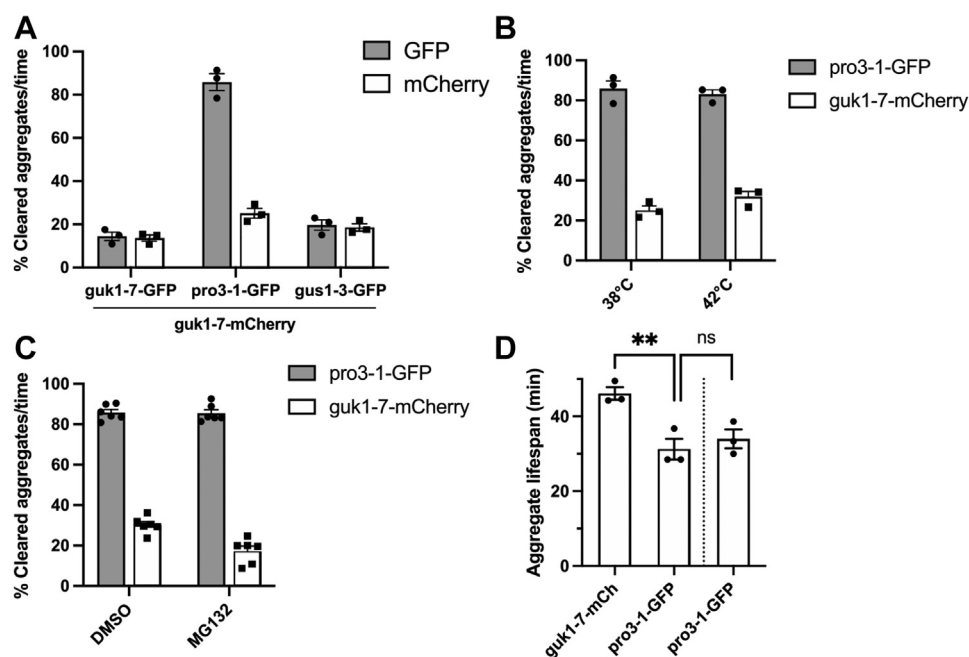 A
% Cleared aggregates/time
100
80
60
40
20
0
GFP
mCherry
guk1-7-GFP pro3-1-GFP gus1-3-GFP
guk1-7-mCherry
B
% Cleared aggregates/time
100
80
60
40
20
0
pro3-1-GFP
guk1-7-mCherry
38°C 42°C
C
% Cleared aggregates/time
100
80
60
40
20
0
pro3-1-GFP
guk1-7-mCherry
DMSO MG132
D
** ns
Aggregate lifespan (min)
40
20
0
guk1-7-mCh pro3-1-GFP pro3-1-GFP